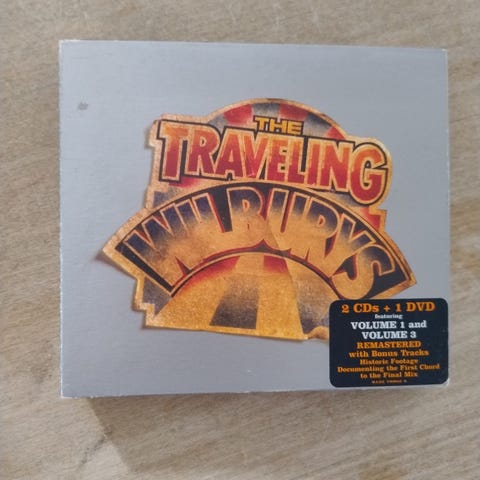 THE
TRAVELING
WILBURYS
2 CDs + 1 DVD
featuring
VOLUME 1 and
VOLUME 3
REMASTERED
with Bonus Tracks
Historic Footage
Documenting the First Chord
to the Final Mix